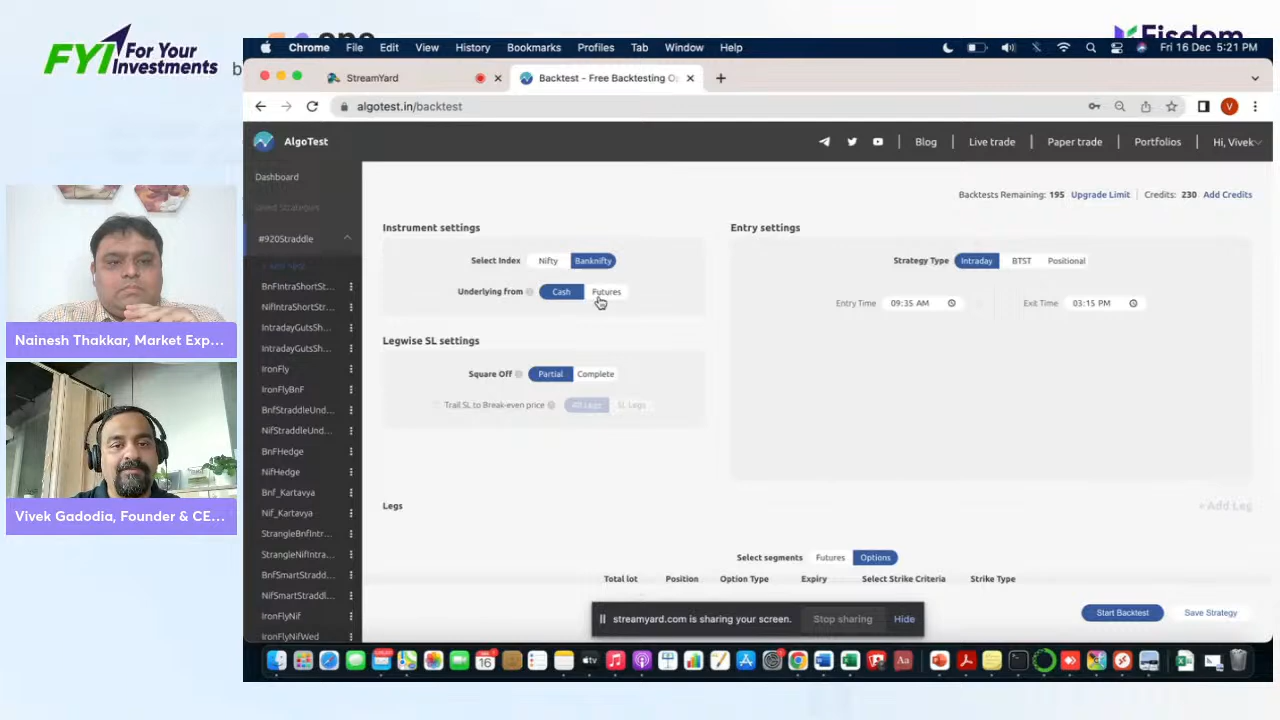 FYI For Your Investments
Fisdom
Chrome File Edit View History Bookmarks Profiles Tab Window Help
Fri 16 Dec 5:21 PM
StreamYard
Backtest - Free Backtesting Op
algotest.in/backtest
V
AlgoTest
Blog
Live trade
Paper trade
Portfolios
Hi, Vivek
Dashboard
Saved Strategies
#920Straddle
BnFIntraShortSt...
NifIntraShortStr...
IntradayGutsSh...
IntradayGutsSh...
IronFly
IronFlyBnF
BnfStraddleUnd...
NifStraddleUnd...
BnFHedge
NifHedge
Bnf_Kartavya
Nif_Kartavya
StrangleBnfIntr...
StrangleNifIntra...
BnfSmartStradd...
NifSmartStraddl...
IronFlyNif
IronFlyNifWed
Backtests Remaining: 195 Upgrade Limit
Credits: 230 Add Credits
Instrument settings
Select Index Nifty Banknifty
Underlying from Cash Futures
Legwise SL settings
Square Off Partial Complete
Trail SL to Break-even price All Legs SL Legs
Entry settings
Strategy Type Intraday BTST Positional
Entry Time 09:35 AM
Exit Time 03:15 PM
Legs
+ Add Leg
Select segments Futures Options
Total lot Position Option Type Expiry Select Strike Criteria Strike Type
streamyard.com is sharing your screen. Stop sharing Hide
Start Backtest
Save Strategy
Nainesh Thakkar, Market Exp...
Vivek Gadodia, Founder & CE...